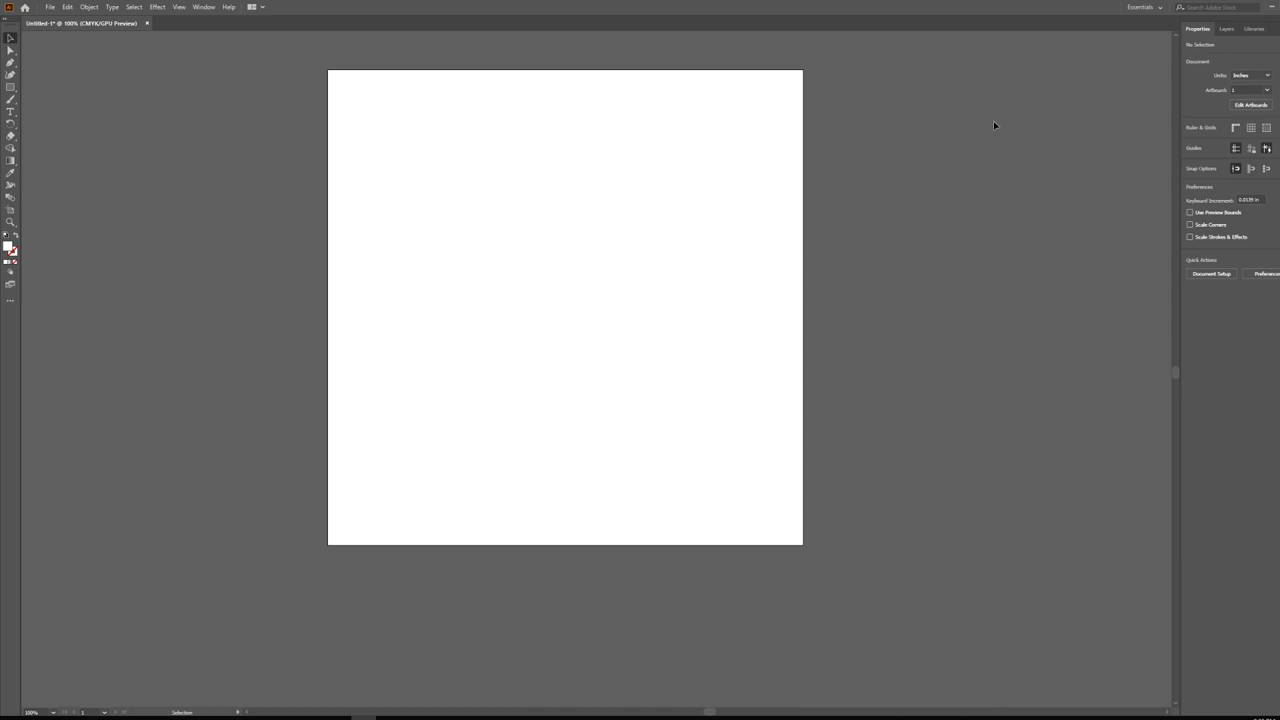 Ai File Edit Object Type Select Effect View Window Help Essentials Search Adobe Stock
Untitled-1* @ 100% (CMYK/GPU Preview) ×
Properties Layers Libraries
No Selection
Document
Units: Inches
Artboard: 1
Edit Artboards
Ruler & Grids
Guides
Snap Options
Preferences
Keyboard Increment: 0.0139 in
Use Preview Bounds
Scale Corners
Scale Strokes & Effects
Quick Actions
Document Setup Preferences
100% 1 Selection